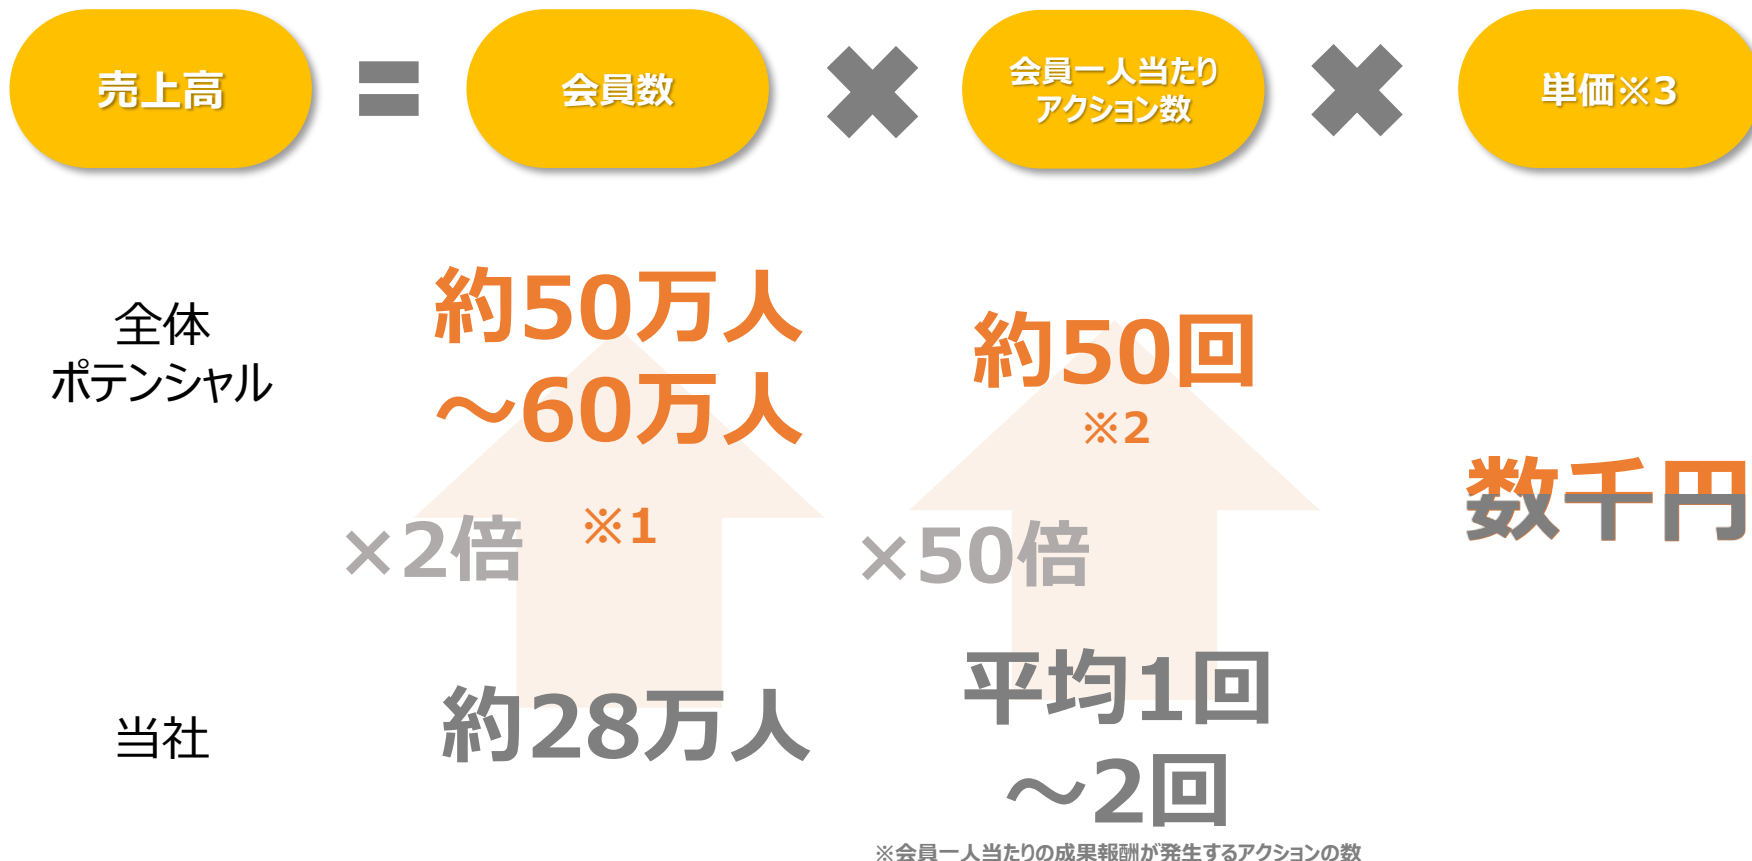 売上高
＝
会員数
✖
会員一人当たり
アクション数
✖
単価※3
全体
ポテンシャル
約50万人
～60万人
※1
約50回
※2
数千円
×2倍
×50倍
当社
約28万人
平均1回
～2回
※会員一人当たりの成果報酬が発生するアクションの数